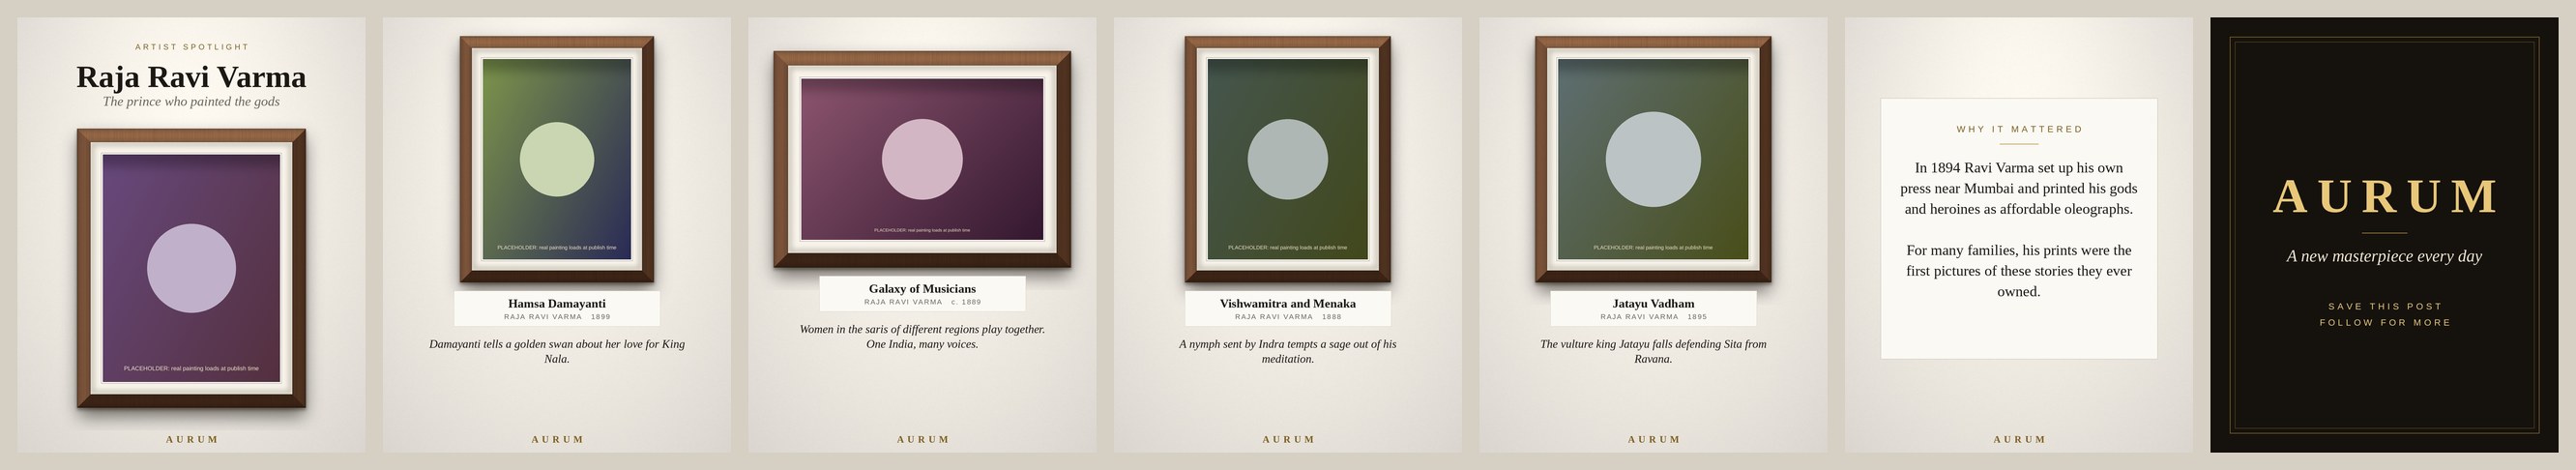 ARTIST SPOTLIGHT
Raja Ravi Varma
The prince who painted the gods
PLACEHOLDER: real painting loads at publish time
AURUM
PLACEHOLDER: real painting loads at publish time
Hamsa Damayanti
RAJA RAVI VARMA 1899
Damayanti tells a golden swan about her love for King
Nala.
AURUM
PLACEHOLDER: real painting loads at publish time
Galaxy of Musicians
RAJA RAVI VARMA c. 1889
Women in the saris of different regions play together.
One India, many voices.
AURUM
PLACEHOLDER: real painting loads at publish time
Vishwamitra and Menaka
RAJA RAVI VARMA 1888
A nymph sent by Indra tempts a sage out of his
meditation.
AURUM
PLACEHOLDER: real painting loads at publish time
Jatayu Vadham
RAJA RAVI VARMA 1895
The vulture king Jatayu falls defending Sita from
Ravana.
AURUM
WHY IT MATTERED
In 1894 Ravi Varma set up his own
press near Mumbai and printed his gods
and heroines as affordable oleographs.
For many families, his prints were the
first pictures of these stories they ever
owned.
AURUM
AURUM
A new masterpiece every day
SAVE THIS POST
FOLLOW FOR MORE